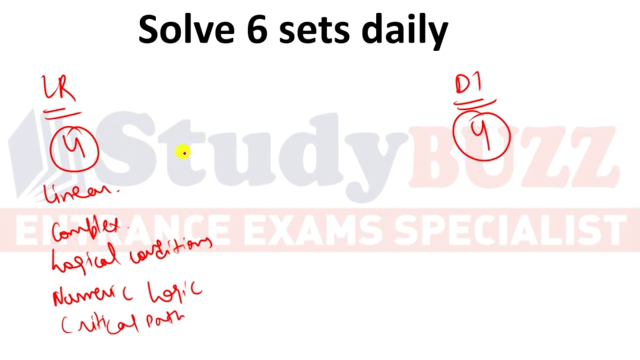 Solve 6 sets daily
LR
DI
4
4
StudyBUZZ
Linear.
ENTRANCE EXAMS SPECIALIST
Complex.
Logical conditions
Numeric Logic
Critical Path